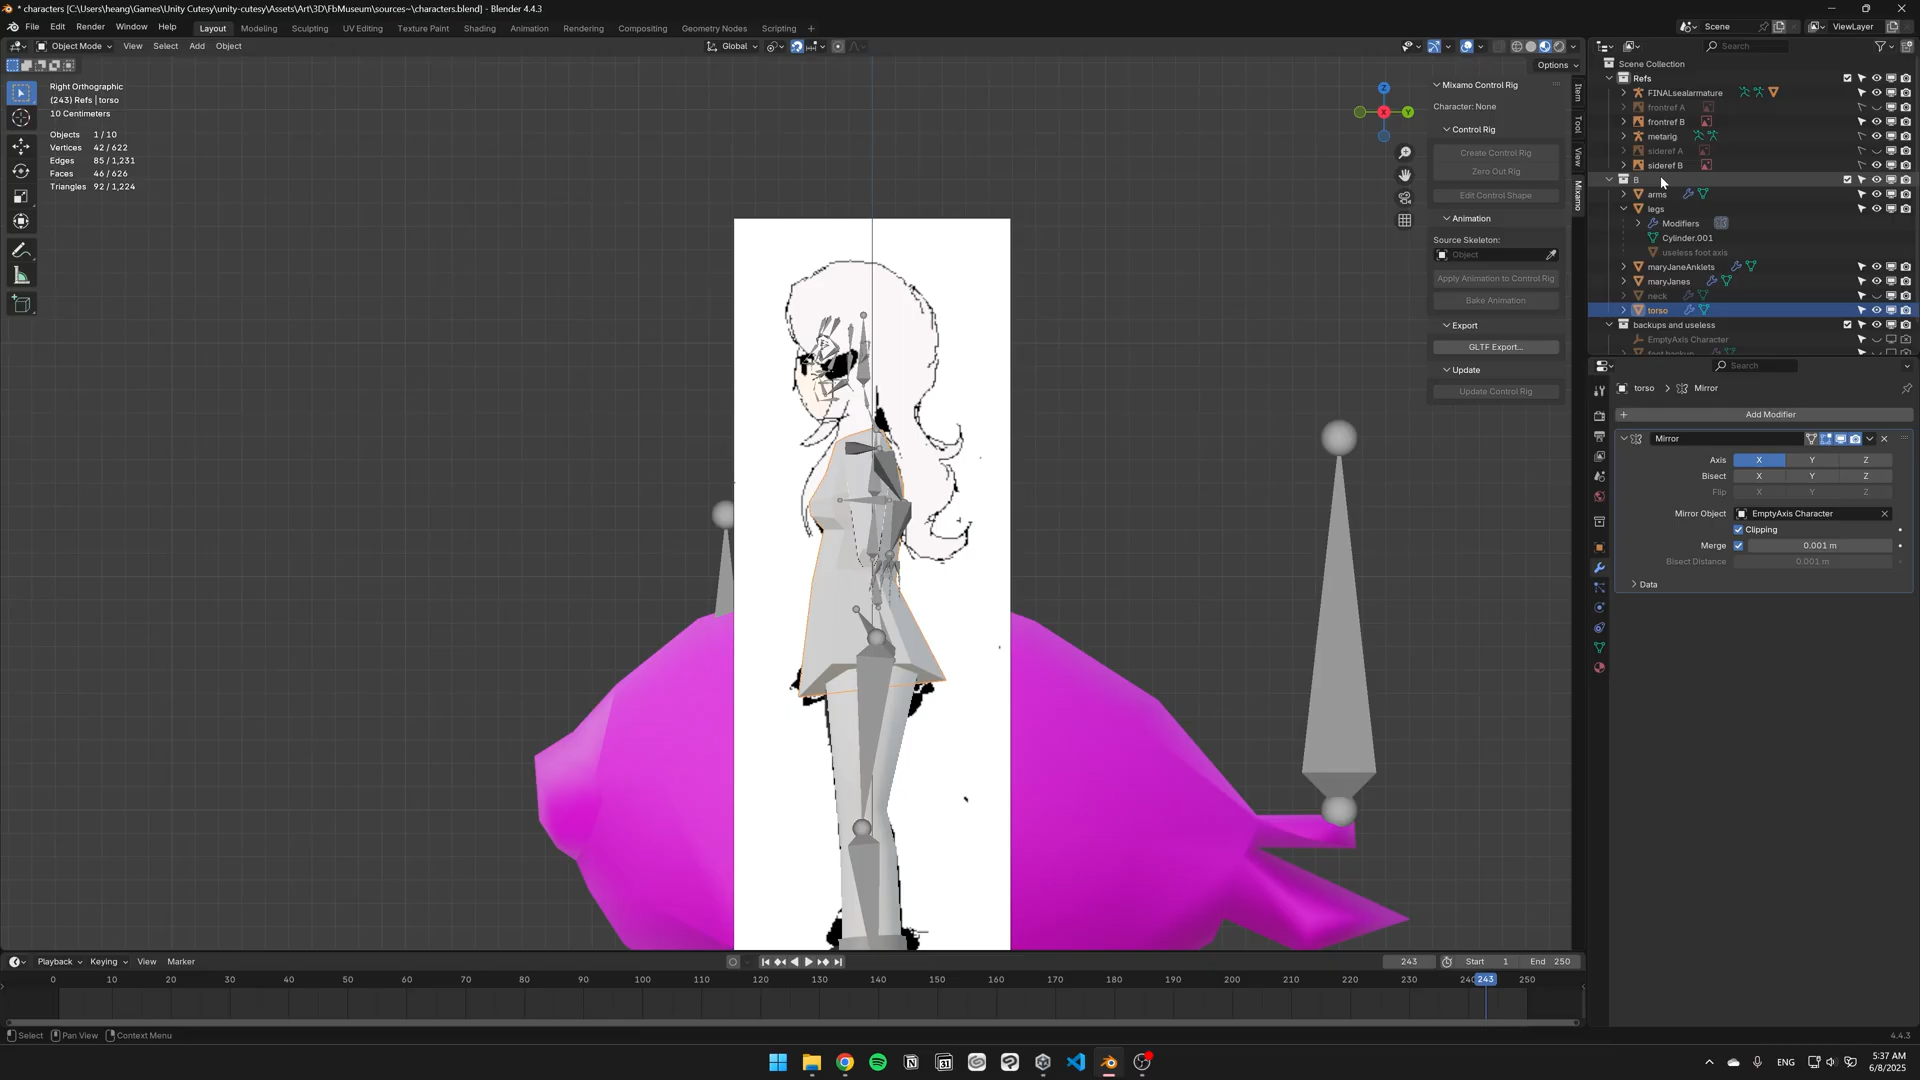 * characters [C:\Users\heang\Games\Unity Cutesy\unity-cutesy\Assets\Art\3D\FbMuseum\sources~\characters.blend] - Blender 4.4.3
File Edit Render Window Help Layout Modeling Sculpting UV Editing Texture Paint Shading Animation Rendering Compositing Geometry Nodes Scripting + Scene ViewLayer
Object Mode View Select Add Object Global Search
Options
Right Orthographic
(243) Refs | torso
10 Centimeters
Objects 1 / 10
Vertices 42 / 622
Edges 85 / 1,231
Faces 46 / 626
Triangles 92 / 1,224
Z
X
Y
Mixamo Control Rig
Character: None
Control Rig
Create Control Rig
Zero Out Rig
Edit Control Shape
Animation
Source Skeleton:
Object
Apply Animation to Control Rig
Bake Animation
Export
GLTF Export...
Update
Update Control Rig
Item
Tool
View
Mixamo
Scene Collection
Refs
FINALsealarmature
frontref A
frontref B
metarig
sideref A
sideref B
B
arms
legs
Modifiers
Cylinder.001
useless foot axis
maryJaneAnklets
maryJanes
neck
torso
backups and useless
EmptyAxis Character
foot backup
Search
torso > Mirror
Add Modifier
Mirror
Axis X Y Z
Bisect X Y Z
Flip X Y Z
Mirror Object EmptyAxis Character
Clipping
Merge 0.001 m
Bisect Distance 0.001 m
Data
Playback Keying View Marker 243 Start 1 End 250
0 10 20 30 40 50 60 70 80 90 100 110 120 130 140 150 160 170 180 190 200 210 220 230 240 243 250
Select Pan View Context Menu 4.4.3
ENG
5:37 AM
6/8/2025